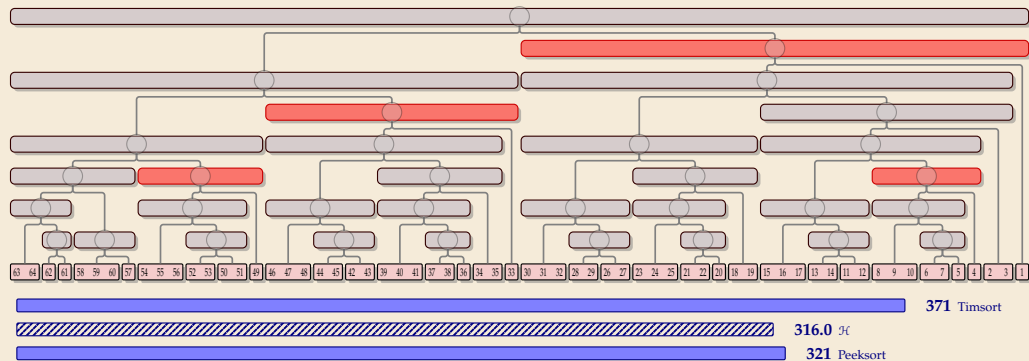 63 64 62 61 58 59 60 57 54 55 56 52 53 50 51 49 46 47 48 44 45 42 43 39 40 41 37 38 36 34 35 33 30 31 32 28 29 26 27 23 24 25 21 22 20 18 19 15 16 17 13 14 11 12 8 9 10 6 7 5 4 2 3 1
371 Timsort
316.0 ℋ
321 Peeksort